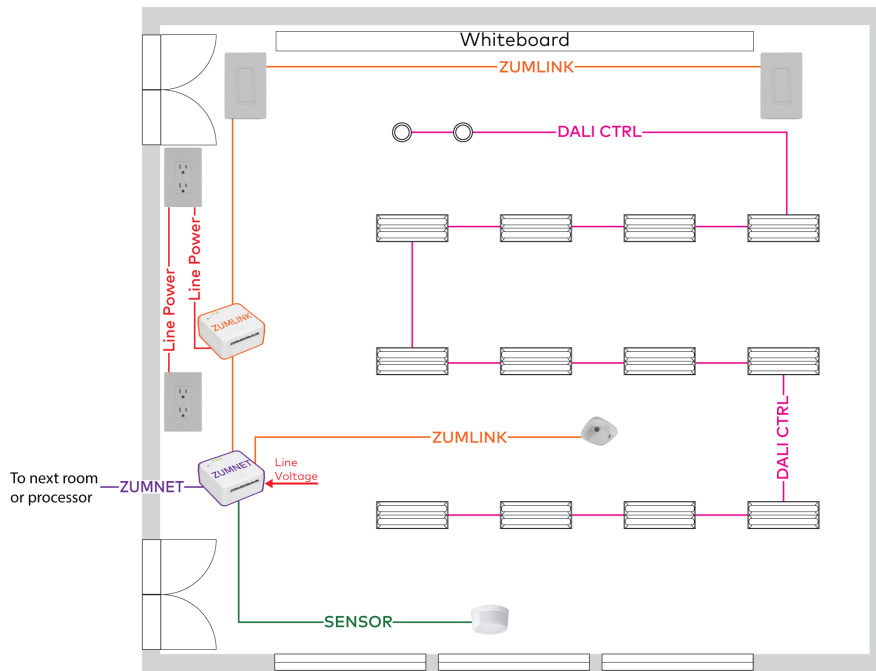 Whiteboard
ZUMLINK
DALI CTRL
Line Power
Line Power
ZUMLINK
ZUMLINK
DALI CTRL
ZUMNET
Line
Voltage
To next room
or processor
ZUMNET
SENSOR